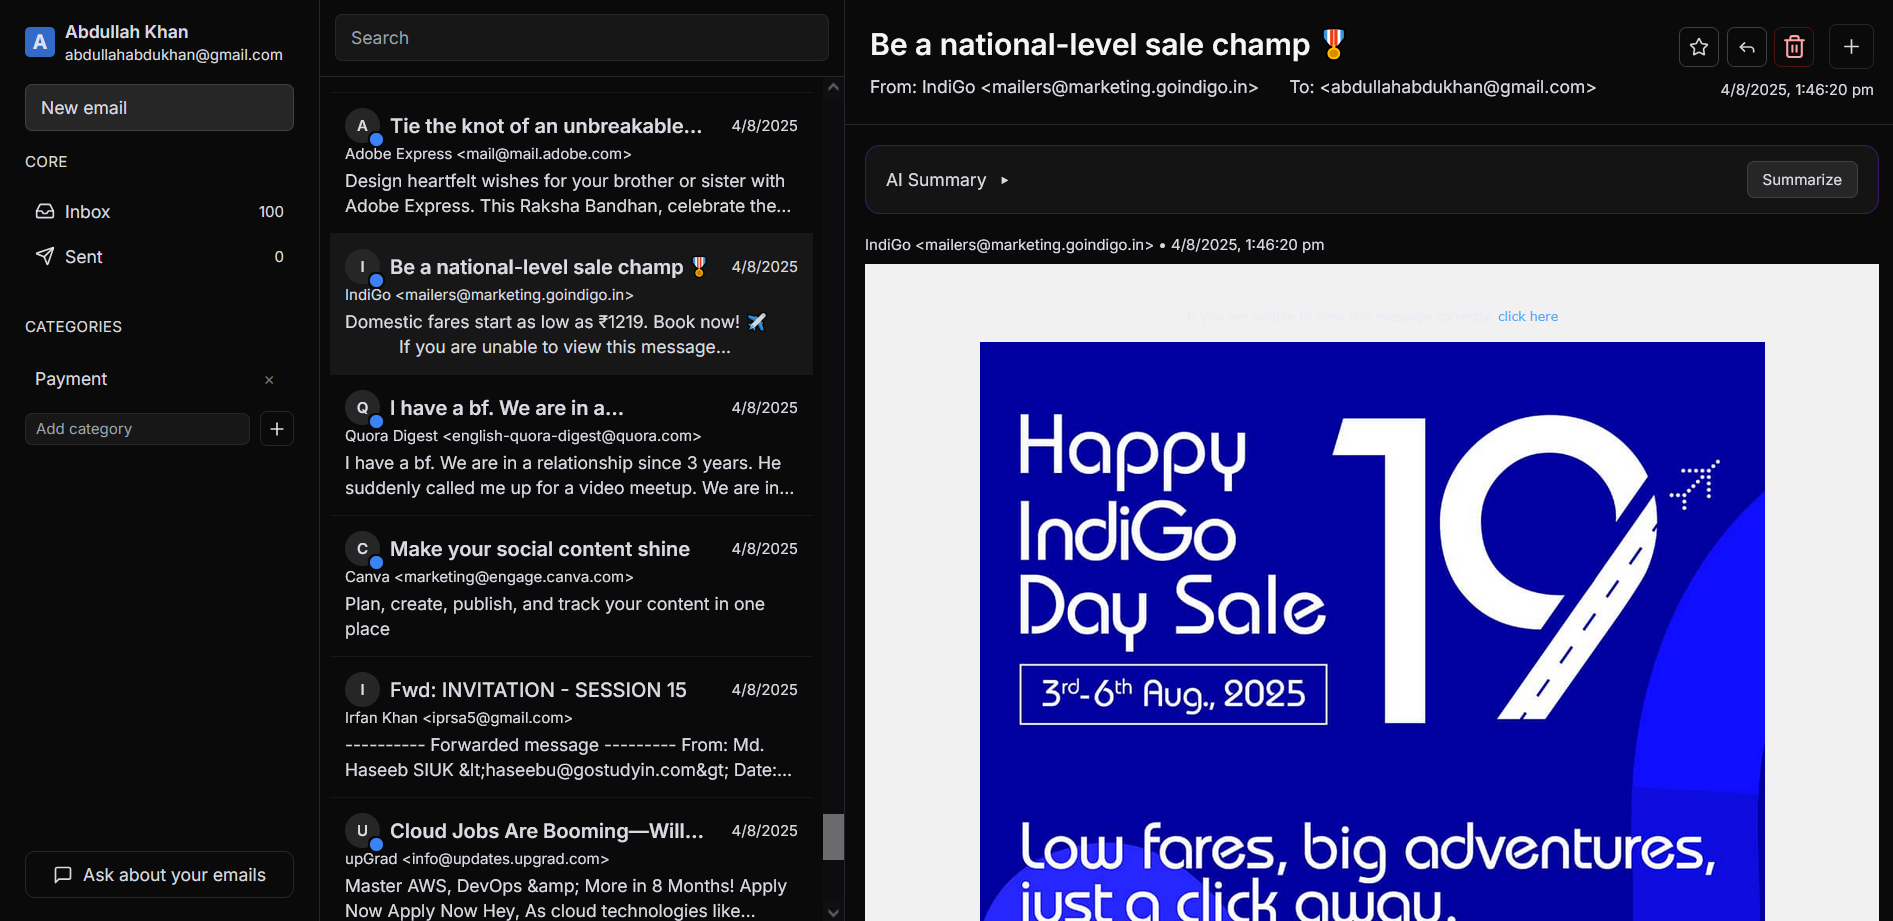 A
Abdullah Khan
abdullahabdukhan@gmail.com
New email
CORE
Inbox
100
Sent
0
CATEGORIES
Payment
×
Add category
+
Ask about your emails
Search
A
Tie the knot of an unbreakable...
4/8/2025
Adobe Express <mail@mail.adobe.com>
Design heartfelt wishes for your brother or sister with
Adobe Express. This Raksha Bandhan, celebrate the...
I
Be a national-level sale champ 🎖️
4/8/2025
IndiGo <mailers@marketing.goindigo.in>
Domestic fares start as low as ₹1219. Book now! ✈️
If you are unable to view this message...
Q
I have a bf. We are in a...
4/8/2025
Quora Digest <english-quora-digest@quora.com>
I have a bf. We are in a relationship since 3 years. He
suddenly called me up for a video meetup. We are in...
C
Make your social content shine
4/8/2025
Canva <marketing@engage.canva.com>
Plan, create, publish, and track your content in one
place
I
Fwd: INVITATION - SESSION 15
4/8/2025
Irfan Khan <iprsa5@gmail.com>
---------- Forwarded message --------- From: Md.
Haseeb SIUK &lt;haseebu@gostudyin.com&gt; Date:...
U
Cloud Jobs Are Booming—Will...
4/8/2025
upGrad <info@updates.upgrad.com>
Master AWS, DevOps &amp; More in 8 Months! Apply
Now Apply Now Hey, As cloud technologies like...
Be a national-level sale champ 🎖️
From: IndiGo <mailers@marketing.goindigo.in>
To: <abdullahabdukhan@gmail.com>
4/8/2025, 1:46:20 pm
AI Summary ▸
Summarize
IndiGo <mailers@marketing.goindigo.in> • 4/8/2025, 1:46:20 pm
If you are unable to view this message correctly, click here
Happy
IndiGo
Day Sale
19
3rd-6th Aug., 2025
Low fares, big adventures,
just a click away.